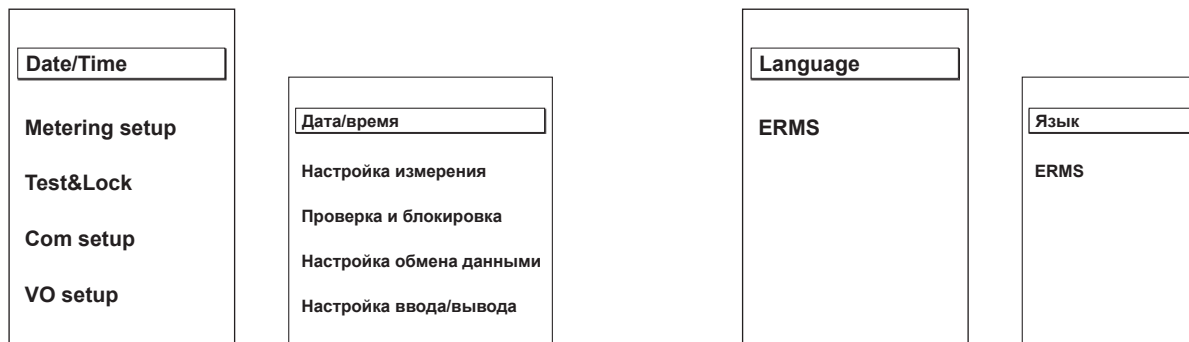 Date/Time
Metering setup
Test&Lock
Com setup
VO setup
Дата/время
Настройка измерения
Проверка и блокировка
Настройка обмена данными
Настройка ввода/вывода
Language
ERMS
Язык
ERMS